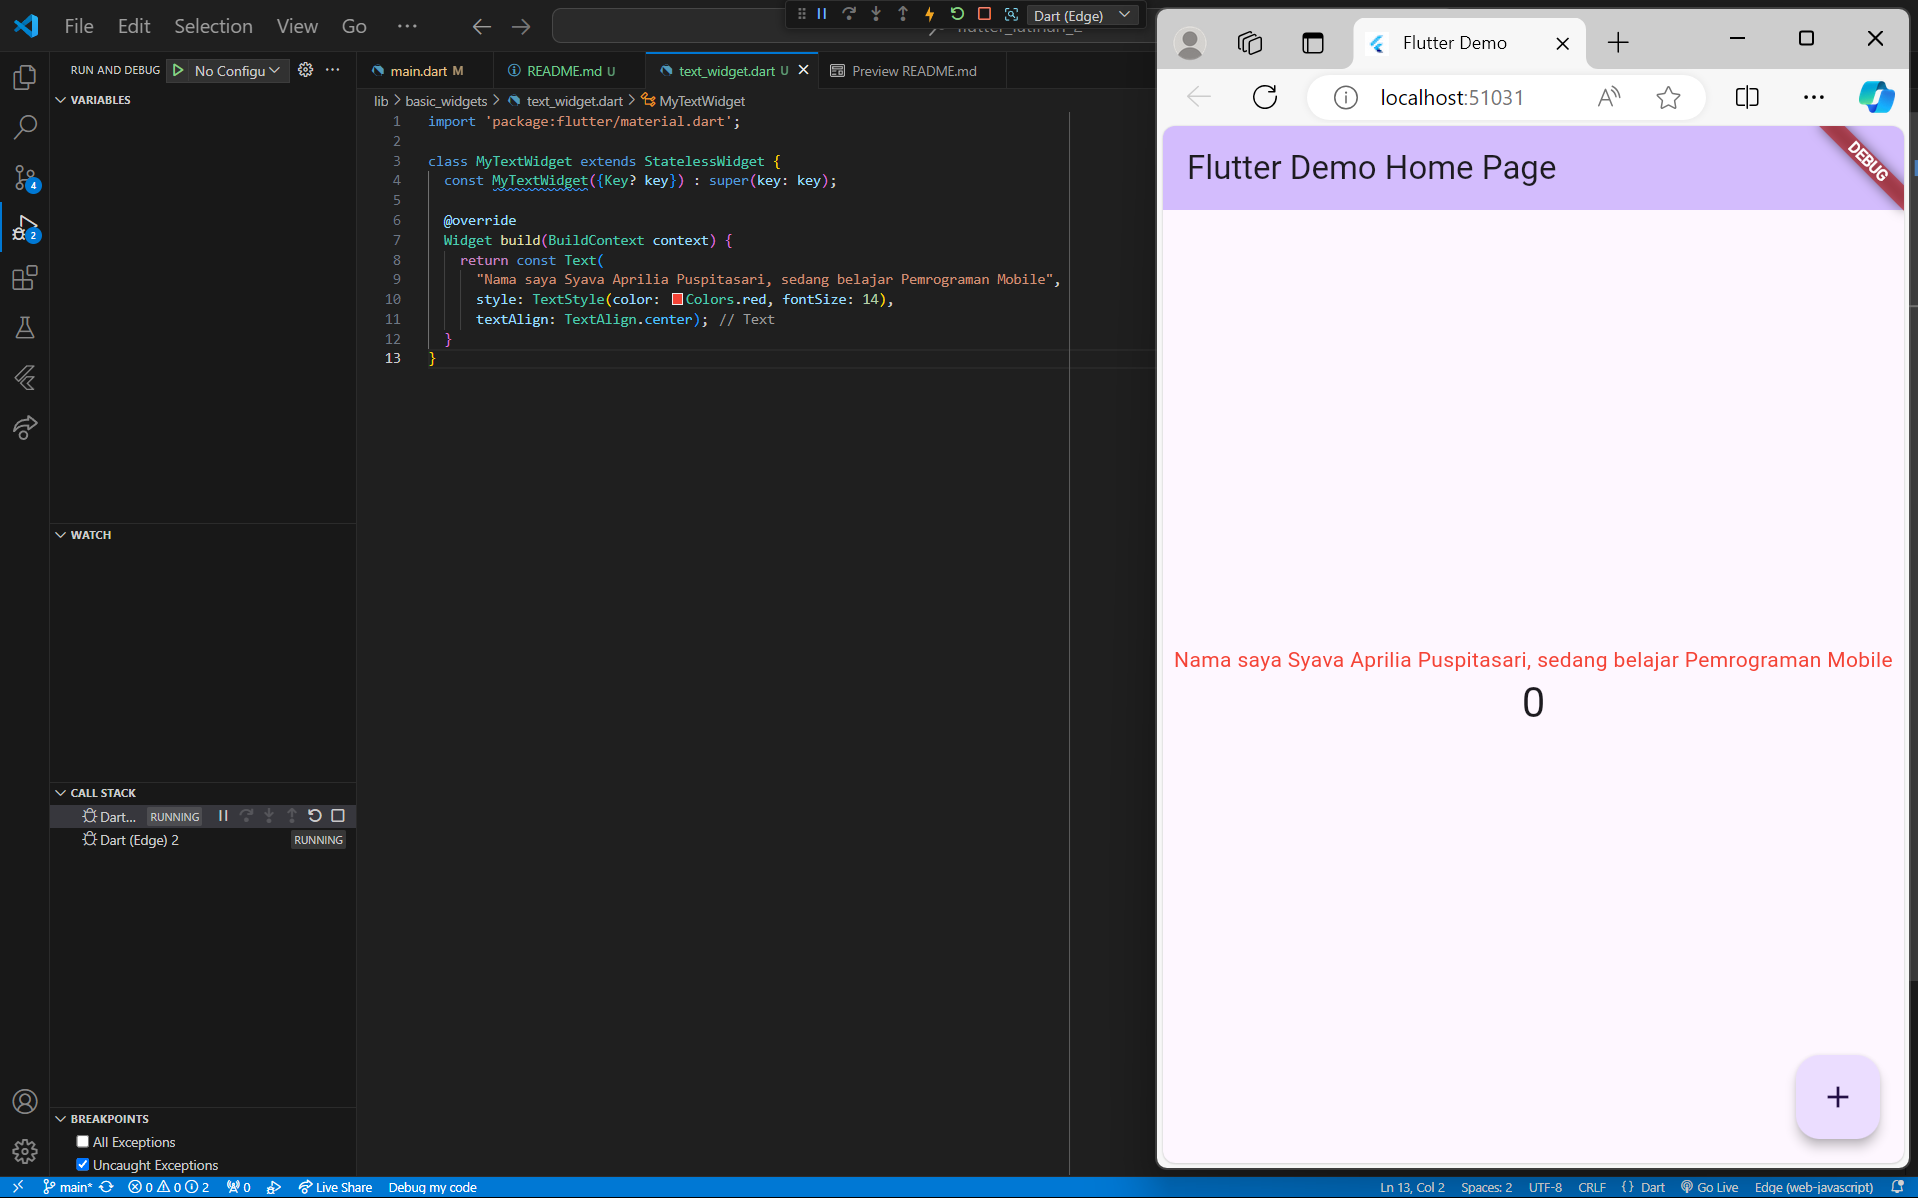 File Edit Selection View Go ···
Dart (Edge)
RUN AND DEBUG No Configu ···
main.dart M README.md U text_widget.dart U Preview README.md
lib > basic_widgets > text_widget.dart > MyTextWidget
VARIABLES
1 import 'package:flutter/material.dart';
2
3 class MyTextWidget extends StatelessWidget {
4 const MyTextWidget({Key? key}) : super(key: key);
5
6 @override
7 Widget build(BuildContext context) {
8 return const Text(
9 "Nama saya Syava Aprilia Puspitasari, sedang belajar Pemrograman Mobile",
10 style: TextStyle(color: Colors.red, fontSize: 14),
11 textAlign: TextAlign.center); // Text
12 }
13 }
4
2
WATCH
CALL STACK
Dart... RUNNING
Dart (Edge) 2 RUNNING
BREAKPOINTS
All Exceptions
Uncaught Exceptions
main* 0 0 2 0 Live Share Debug my code
Ln 13, Col 2 Spaces: 2 UTF-8 CRLF {} Dart Go Live Edge (web-javascript)
Flutter Demo
localhost:51031
Flutter Demo Home Page
DEBUG
Nama saya Syava Aprilia Puspitasari, sedang belajar Pemrograman Mobile
0
+